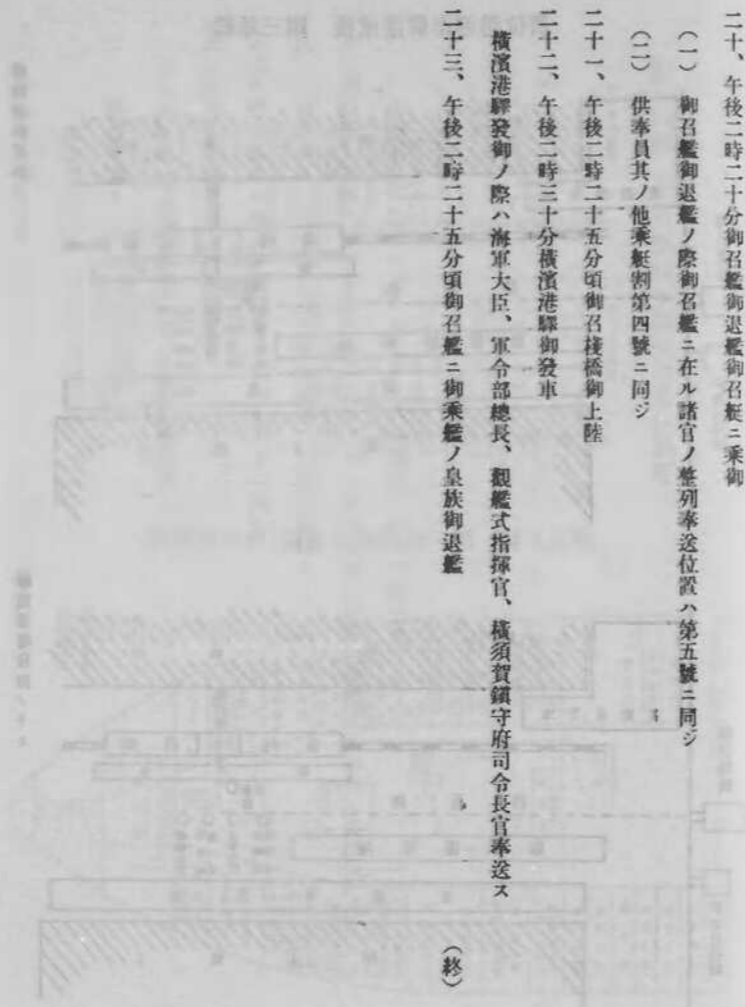 二十、午後二時二十分御召艦御退艦御召艇ニ乘御
（一）御召艦御退艦ノ際御召艦ニ在ル諸官ノ整列奉送位置ハ第五號ニ同ジ
（二）供奉員其ノ他乘艇割第四號ニ同ジ
二十一、午後二時二十五分頃御召棧橋御上陸
二十二、午後二時三十分橫濱港驛御發車
橫濱港驛發御ノ際ハ海軍大臣、軍令部總長、觀艦式指揮官、橫須賀鎭守府司令長官奉送ス
二十三、午後二時二十五分頃御召艦ニ御乘艦ノ皇族御退艦
（終）